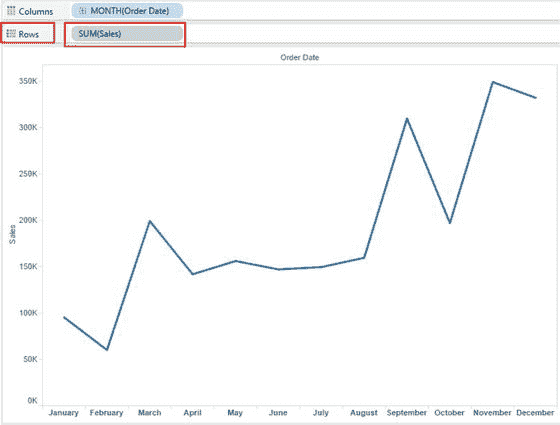 Columns MONTH(Order Date)
Rows SUM(Sales)
Order Date
350K
300K
250K
200K
150K
100K
50K
0K
Sales
January February March April May June July August September October November December